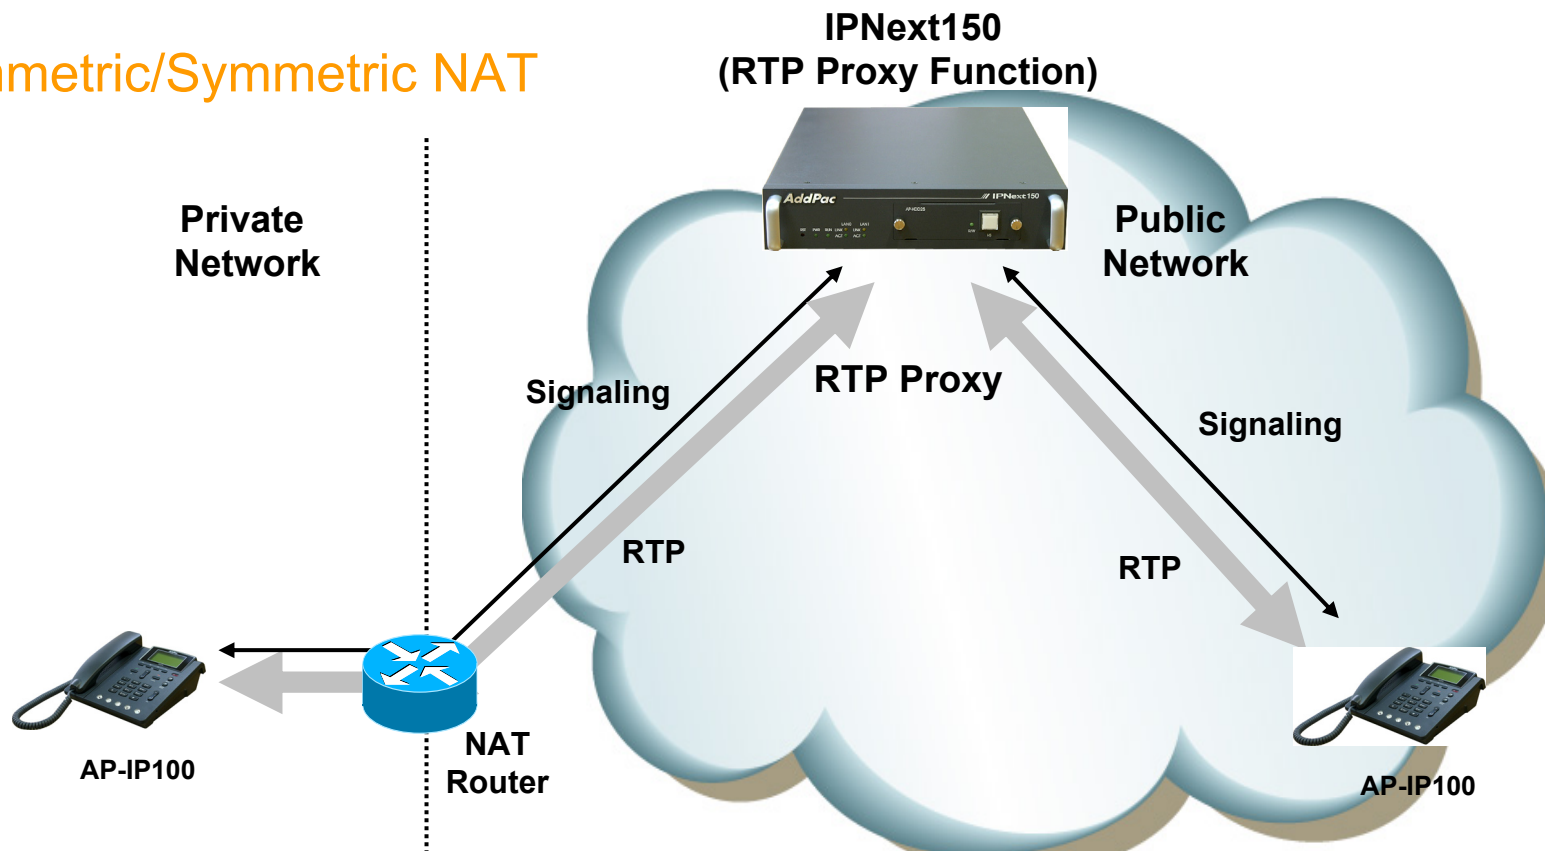 IPNext150
(RTP Proxy Function)
mmetric/Symmetric NAT
AddPac
IPNext150
Private
Network
Public
Network
RTP Proxy
Signaling
Signaling
RTP
RTP
NAT
Router
AP-IP100
AP-IP100